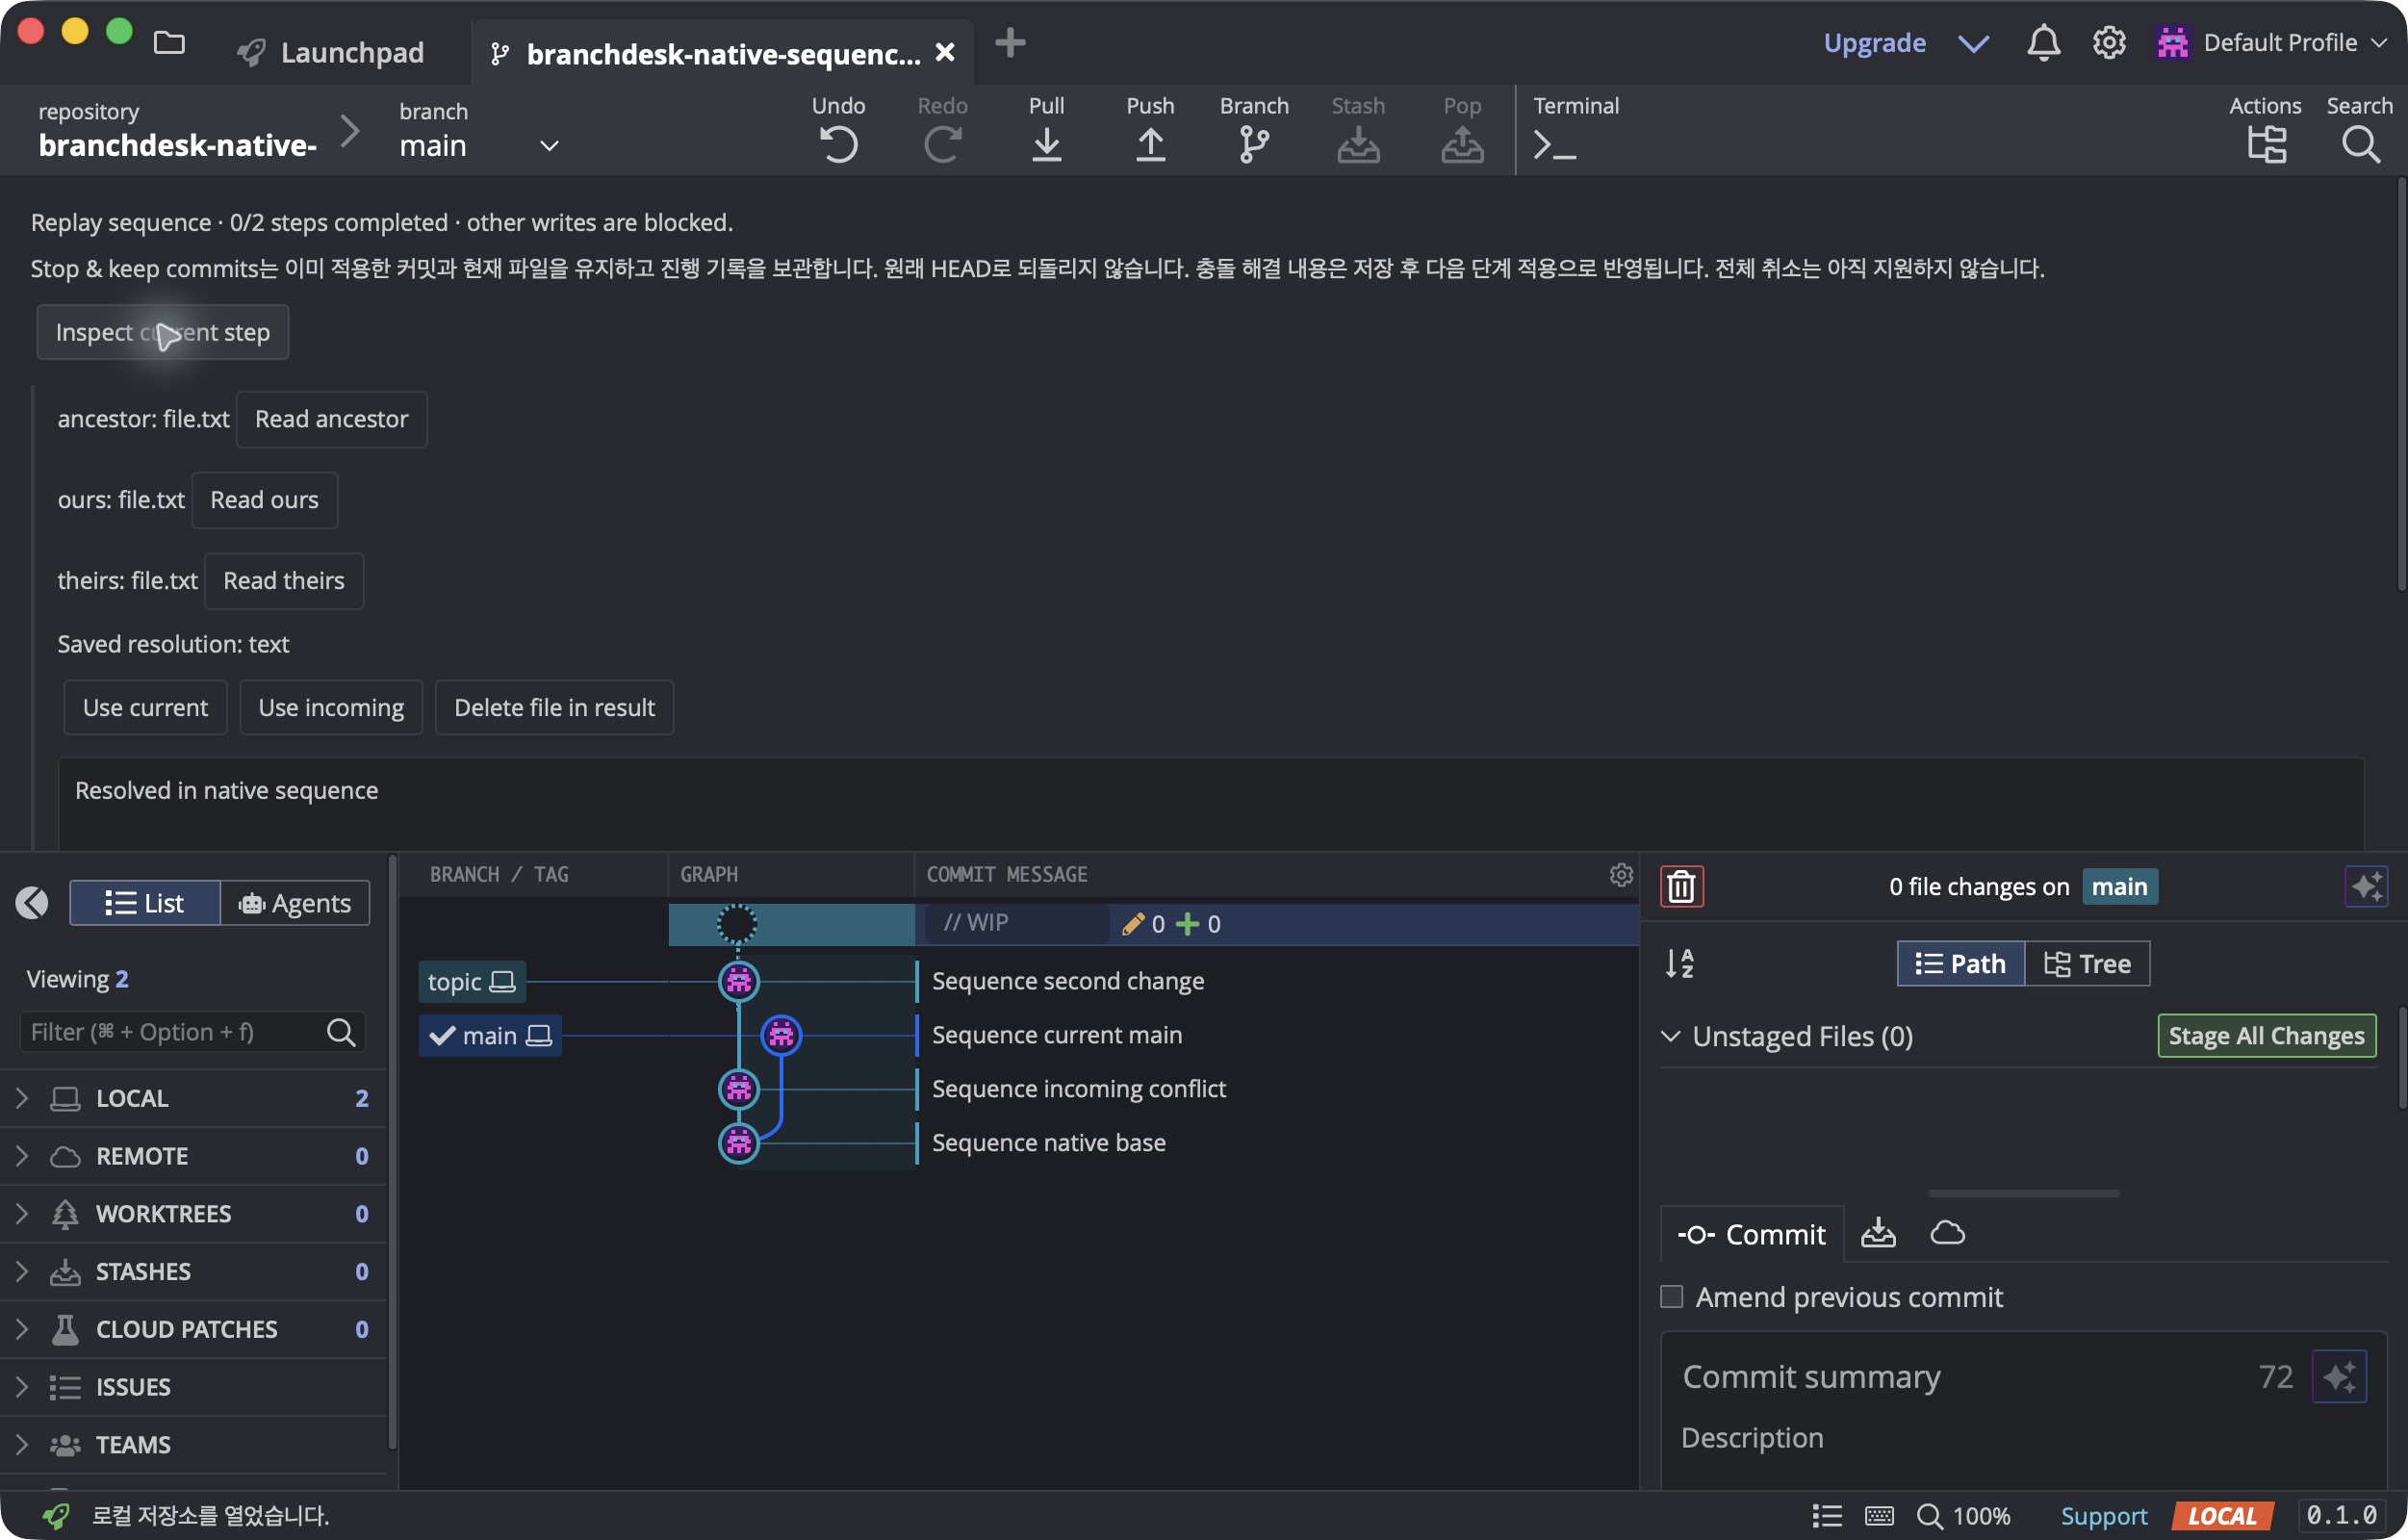 Launchpad
branchdesk-native-sequenc...
Upgrade
Default Profile
repository
branchdesk-native-
branch
main
Undo
Redo
Pull
Push
Branch
Stash
Pop
Terminal
Actions
Search
Replay sequence · 0/2 steps completed · other writes are blocked.
Stop & keep commits는 이미 적용한 커밋과 현재 파일을 유지하고 진행 기록을 보관합니다. 원래 HEAD로 되돌리지 않습니다. 충돌 해결 내용은 저장 후 다음 단계 적용으로 반영됩니다. 전체 취소는 아직 지원하지 않습니다.
Inspect current step
ancestor: file.txt Read ancestor
ours: file.txt Read ours
theirs: file.txt Read theirs
Saved resolution: text
Use current Use incoming Delete file in result
Resolved in native sequence
List Agents
Viewing 2
Filter (⌘ + Option + f)
LOCAL 2
REMOTE 0
WORKTREES 0
STASHES 0
CLOUD PATCHES 0
ISSUES
TEAMS
BRANCH / TAG GRAPH COMMIT MESSAGE
// WIP 0 0
topic Sequence second change
main Sequence current main
Sequence incoming conflict
Sequence native base
0 file changes on main
Path Tree
Unstaged Files (0) Stage All Changes
Commit
Amend previous commit
Commit summary 72
Description
로컬 저장소를 열었습니다.
100% Support LOCAL 0.1.0